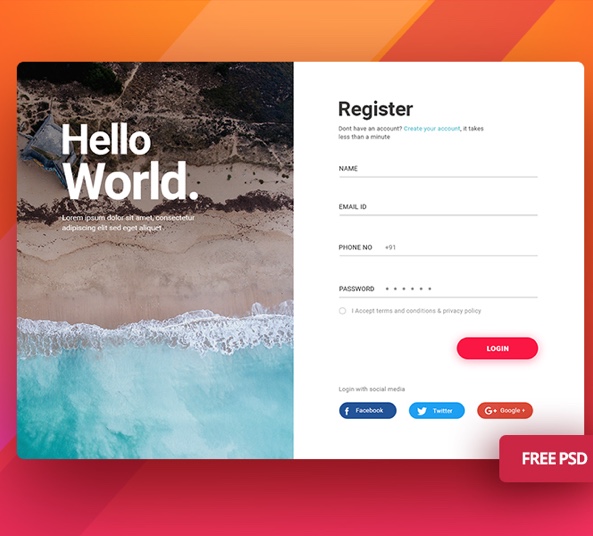 Hello
World.
Lorem ipsum dolor sit amet, consectetur
adipiscing elit sed eget aliquet
Register
Dont have an account? Create your account, it takes
less than a minute
NAME
EMAIL ID
PHONE NO +91
PASSWORD
I Accept terms and conditions & privacy policy
LOGIN
Login with social media
Facebook
Twitter
Google +
FREE PSD